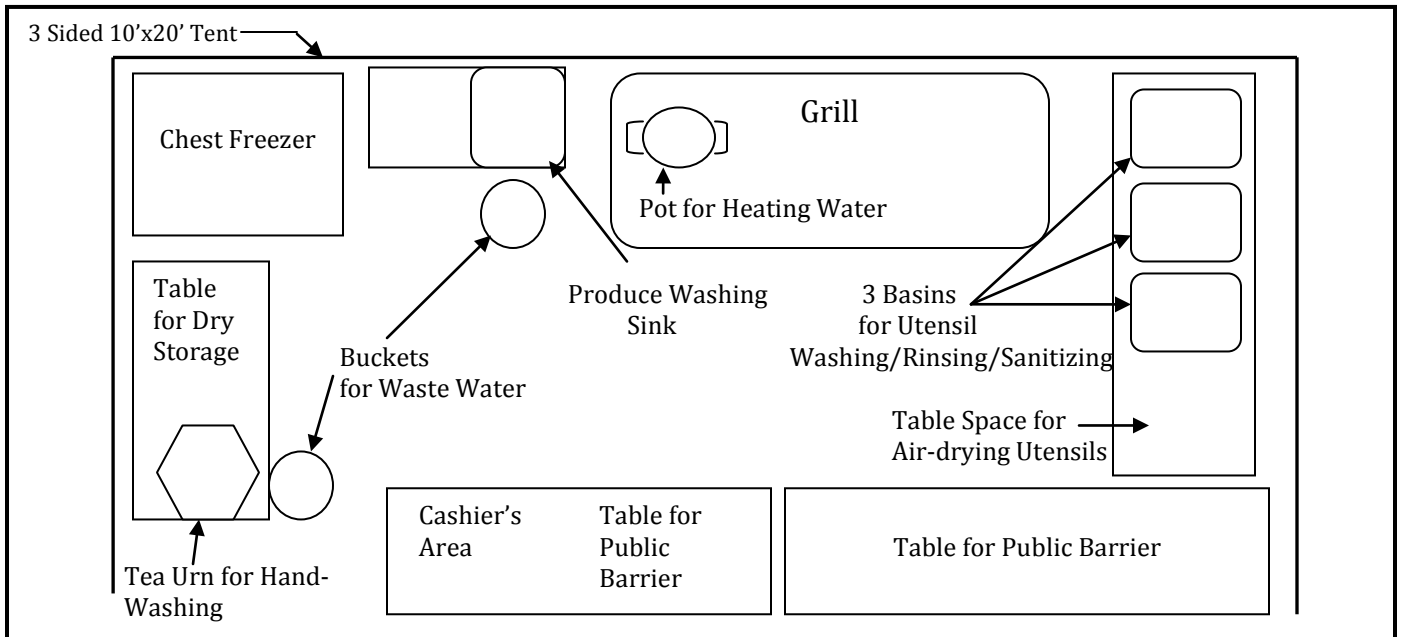 3 Sided 10’x20’ Tent
Chest Freezer
Grill
Pot for Heating Water
Table
for Dry
Storage
Produce Washing
Sink
3 Basins
for Utensil
Washing/Rinsing/Sanitizing
Buckets
for Waste Water
Table Space for
Air-drying Utensils
Cashier’s
Area
Table for
Public
Barrier
Table for Public Barrier
Tea Urn for Hand-
Washing